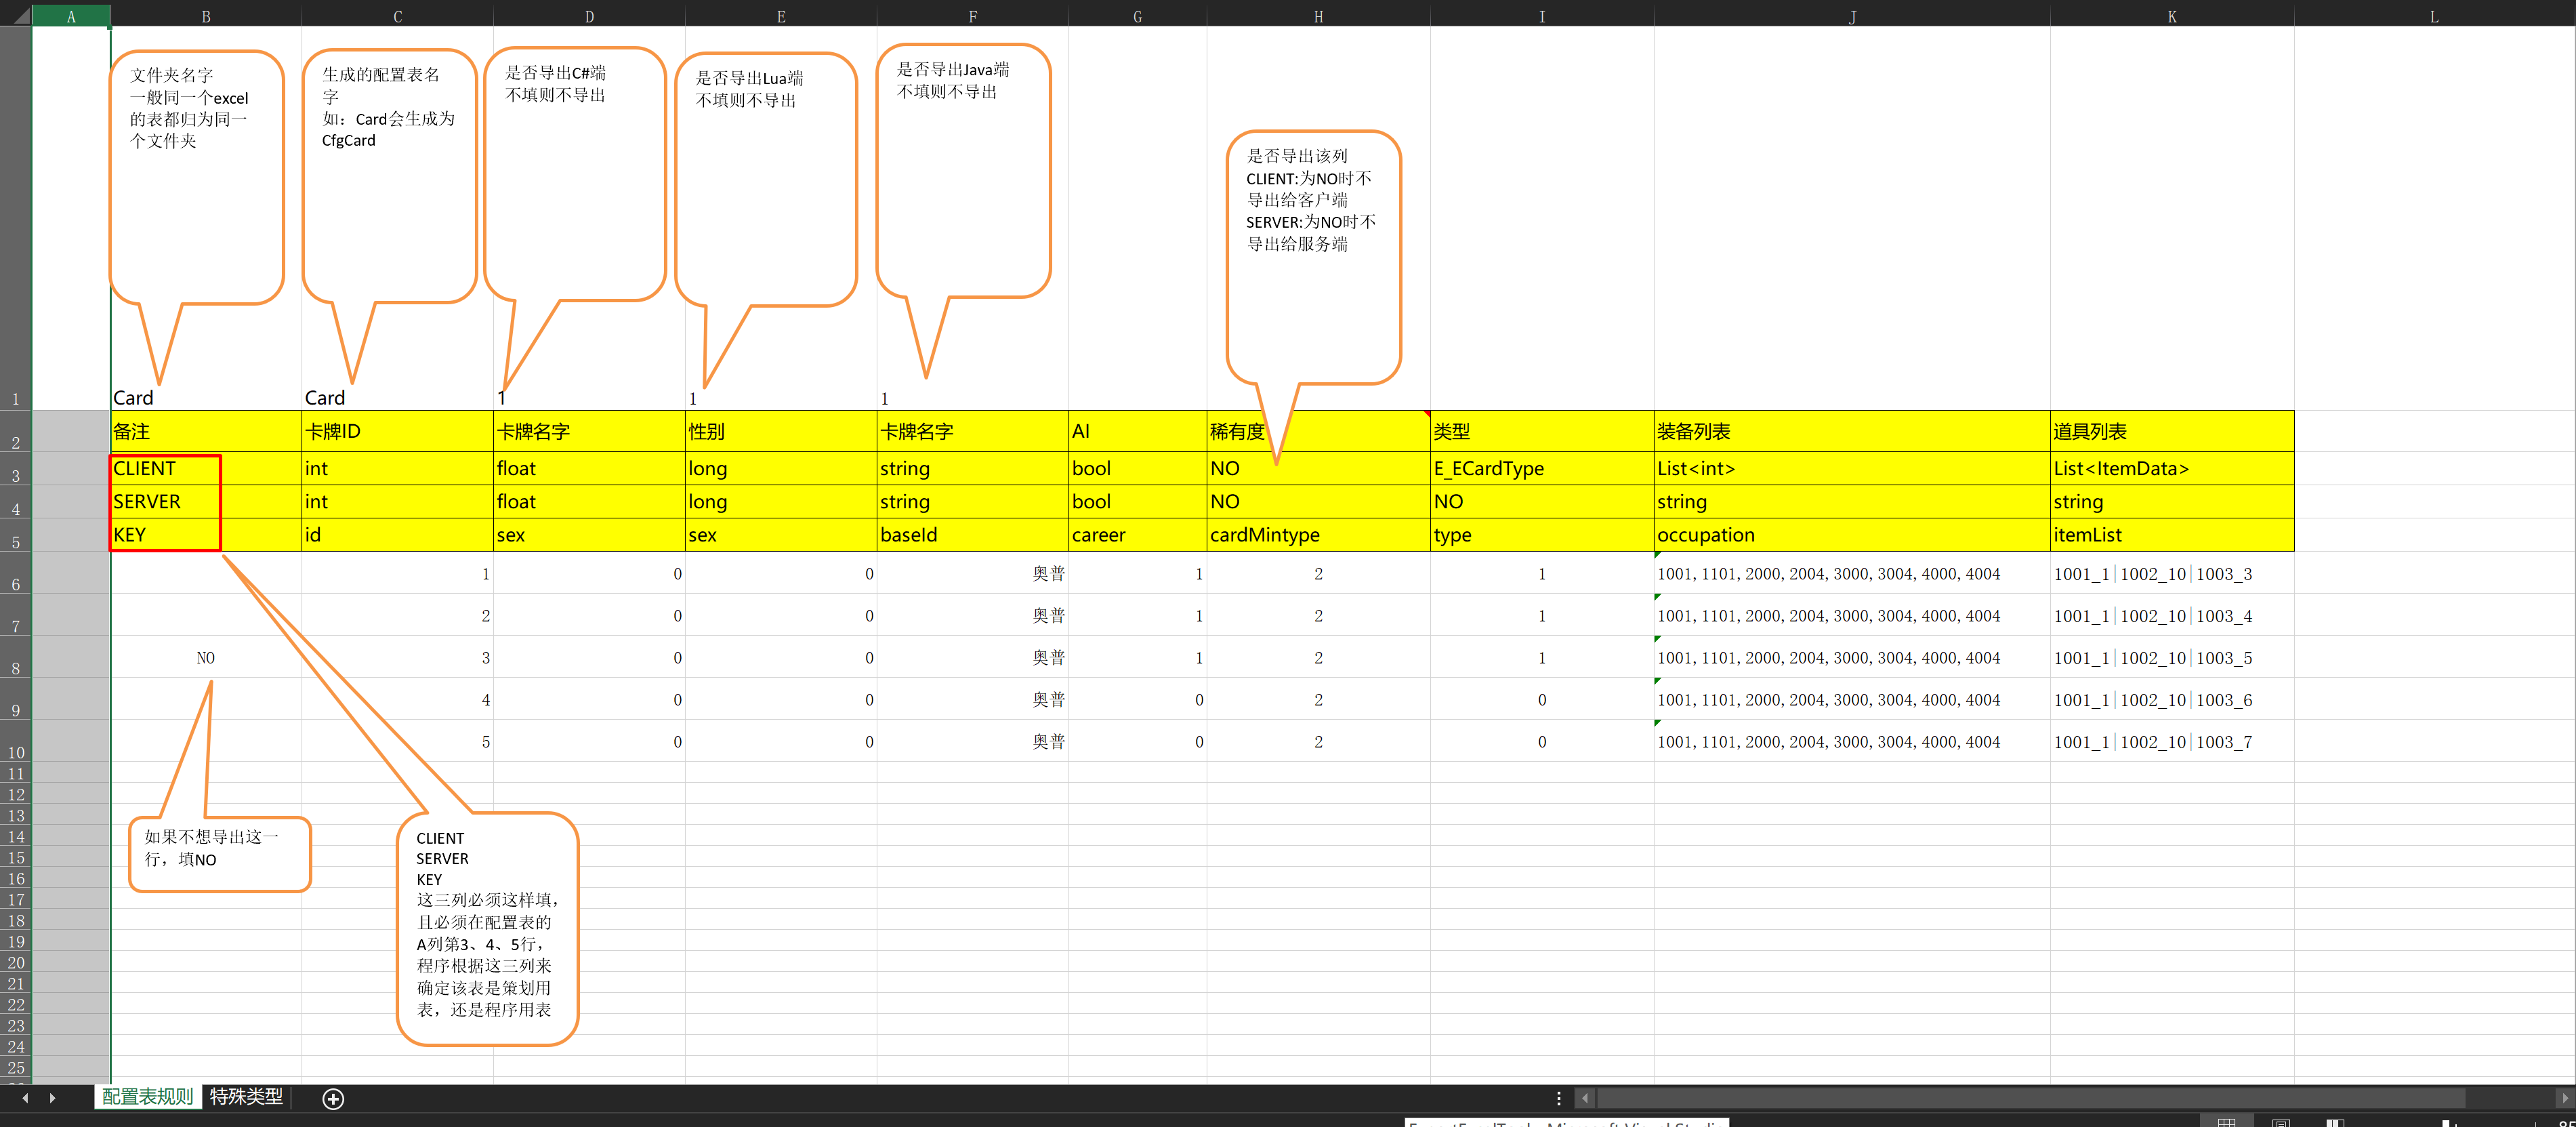 A B C D E F G H I J K L
文件夹名字
一般同一个excel
的表都归为同一
个文件夹
生成的配置表名
字
如：Card会生成为
CfgCard
是否导出C#端
不填则不导出
是否导出Lua端
不填则不导出
是否导出Java端
不填则不导出
是否导出该列
CLIENT:为NO时不
导出给客户端
SERVER:为NO时不
导出给服务端
1 Card Card 1 1 1
2 备注 卡牌ID 卡牌名字 性别 卡牌名字 AI 稀有度 类型 装备列表 道具列表
3 CLIENT int float long string bool NO E_ECardType List<int> List<ItemData>
4 SERVER int float long string bool NO NO string string
5 KEY id sex sex baseId career cardMintype type occupation itemList
6 1 0 0 奥普 1 2 1 1001,1101,2000,2004,3000,3004,4000,4004 1001_1|1002_10|1003_3
7 2 0 0 奥普 1 2 1 1001,1101,2000,2004,3000,3004,4000,4004 1001_1|1002_10|1003_4
8 NO 3 0 0 奥普 1 2 1 1001,1101,2000,2004,3000,3004,4000,4004 1001_1|1002_10|1003_5
9 4 0 0 奥普 0 2 0 1001,1101,2000,2004,3000,3004,4000,4004 1001_1|1002_10|1003_6
10 5 0 0 奥普 0 2 0 1001,1101,2000,2004,3000,3004,4000,4004 1001_1|1002_10|1003_7
11
12
13
14
15
16
17
18
19
20
21
22
23
24
25
如果不想导出这一
行，填NO
CLIENT
SERVER
KEY
这三列必须这样填，
且必须在配置表的
A列第3、4、5行，
程序根据这三列来
确定该表是策划用
表，还是程序用表
配置表规则 特殊类型